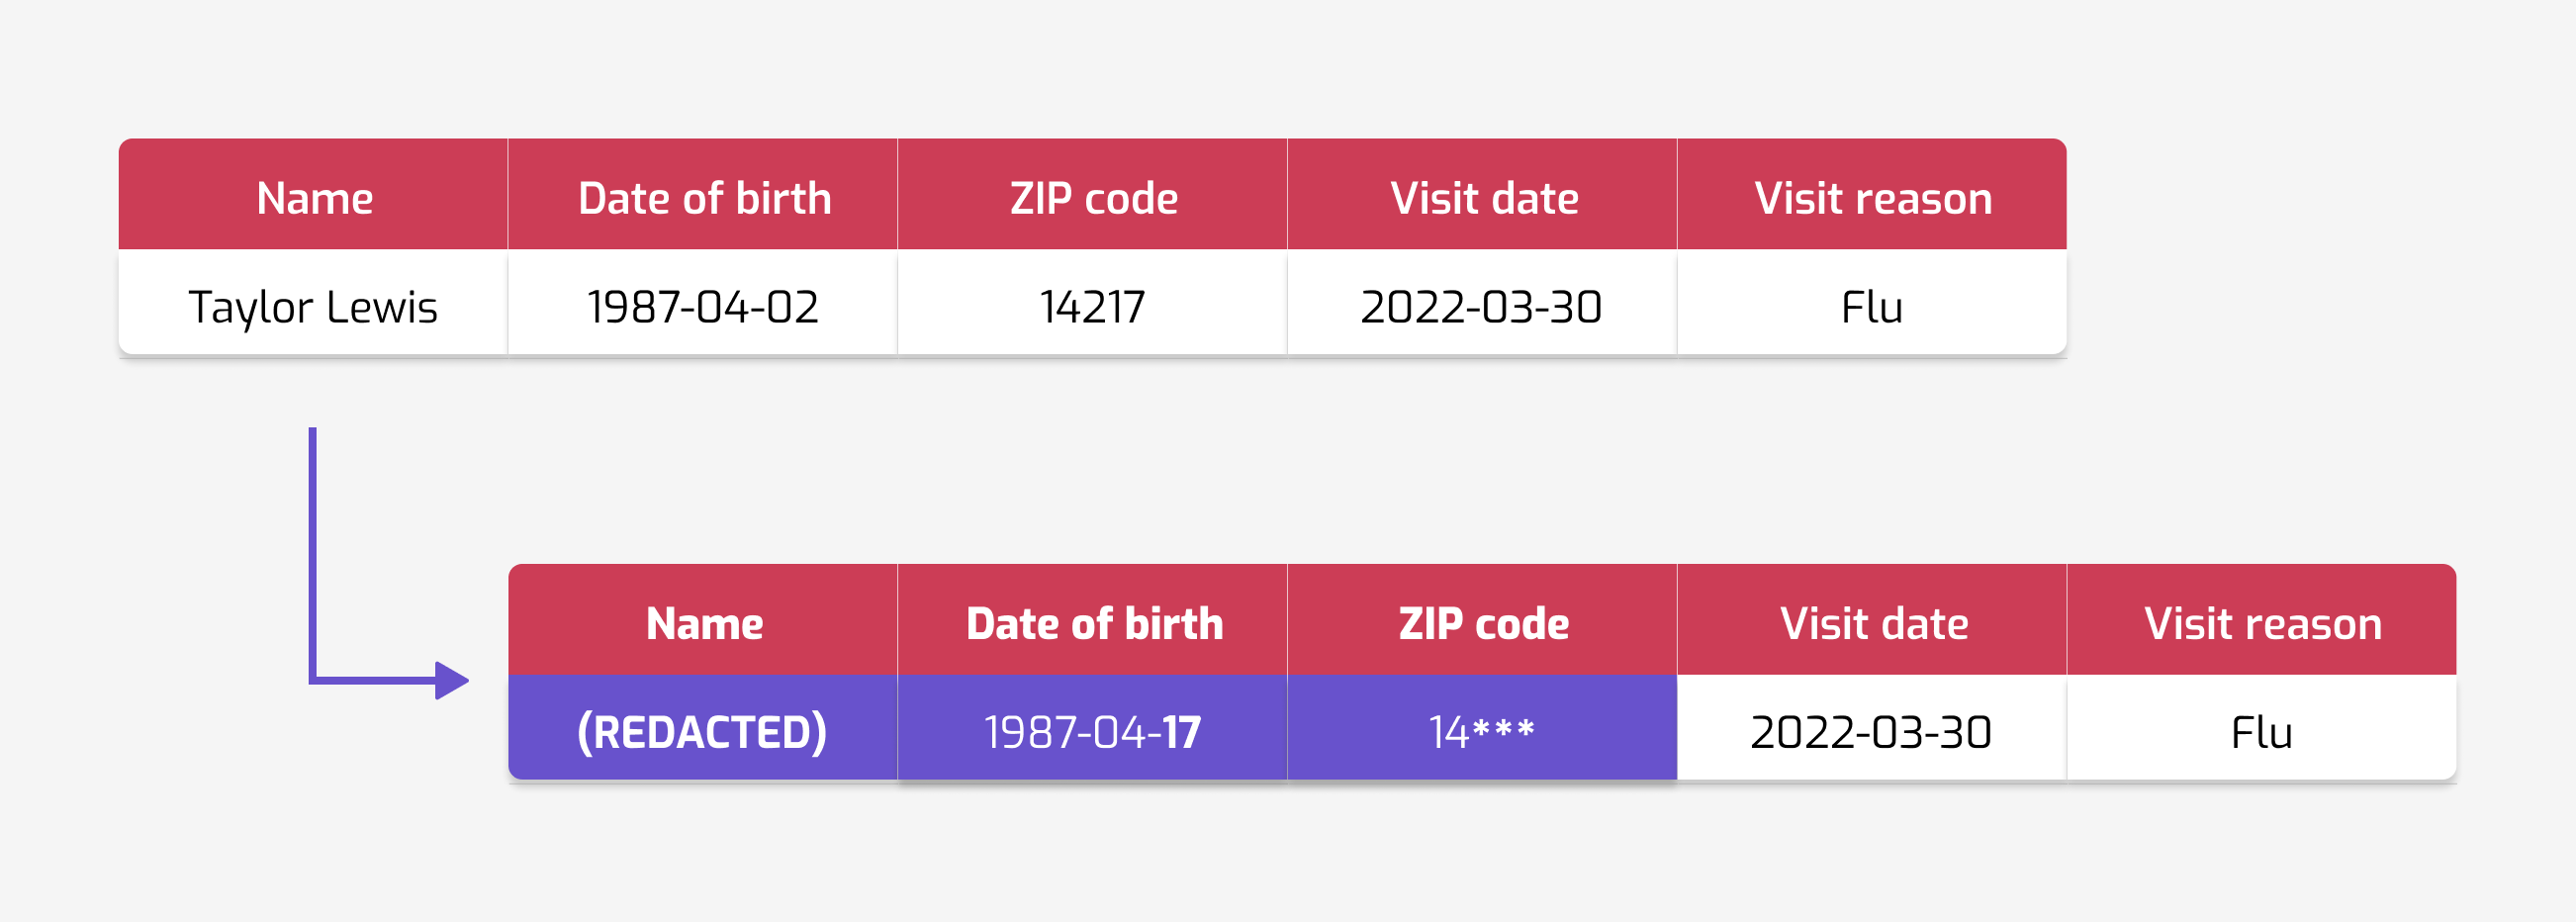 Name Date of birth ZIP code Visit date Visit reason
Taylor Lewis 1987-04-02 14217 2022-03-30 Flu
Name Date of birth ZIP code Visit date Visit reason
(REDACTED) 1987-04-17 14*** 2022-03-30 Flu